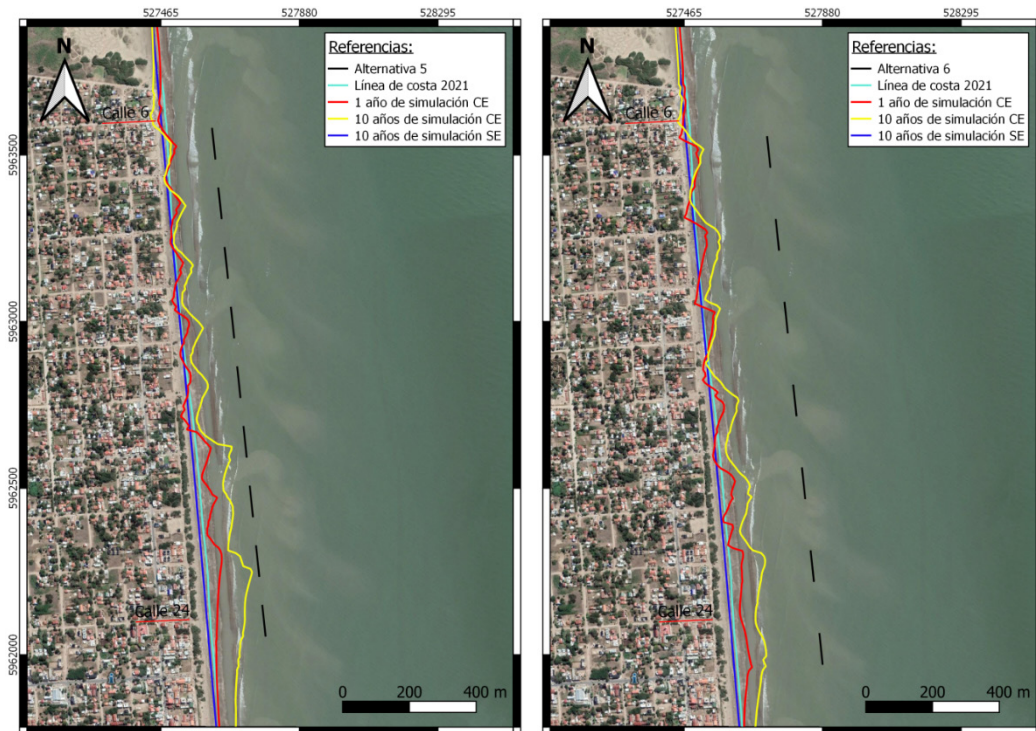 527465 527880 528295
N
Referencias:
Alternativa 5
Línea de costa 2021
1 año de simulación CE
10 años de simulación CE
10 años de simulación SE
Calle 6
5963500
5963000
5962500
Calle 24
5962000
0 200 400 m
527465 527880 528295
N
Referencias:
Alternativa 6
Línea de costa 2021
1 año de simulación CE
10 años de simulación CE
10 años de simulación SE
Calle 6
Calle 24
0 200 400 m